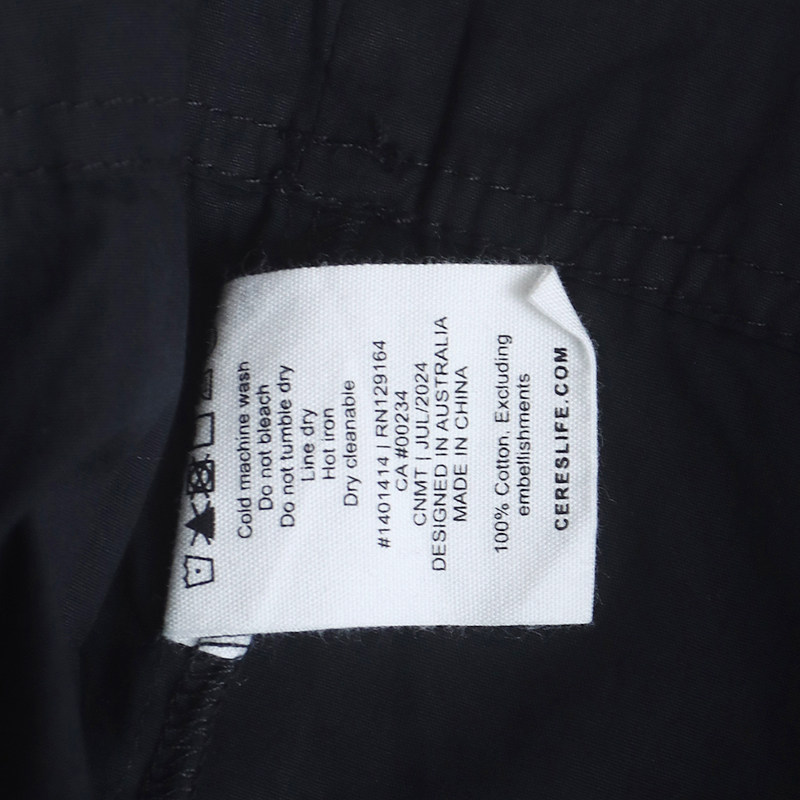 Cold machine wash
Do not bleach
Do not tumble dry
Line dry
Hot iron
Dry cleanable
#1401414 | RN129164
CA #00234
CNMT | JUL/2024
DESIGNED IN AUSTRALIA
MADE IN CHINA
100% Cotton, Excluding
embellishments
CERESLIFE.COM